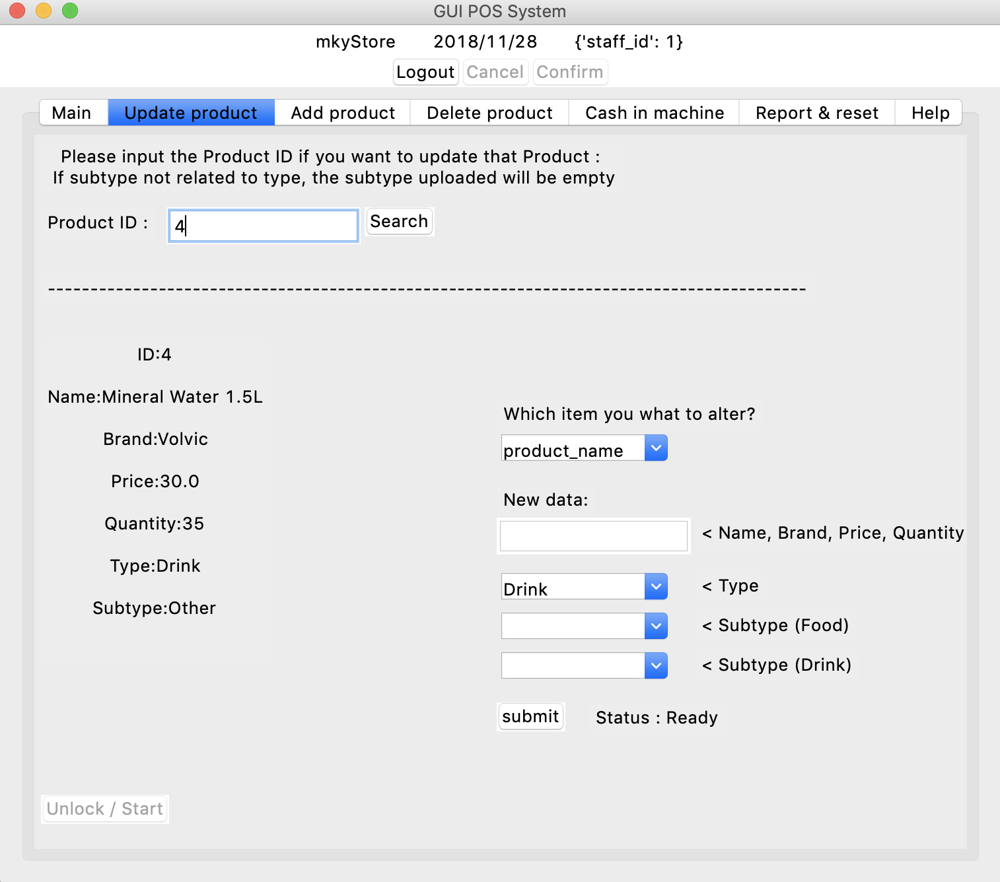 GUI POS System
mkyStore 2018/11/28 {'staff_id': 1}
Logout Cancel Confirm
Main Update product Add product Delete product Cash in machine Report & reset Help
Please input the Product ID if you want to update that Product :
If subtype not related to type, the subtype uploaded will be empty
Product ID : 4 Search
------------------------------------------------------------------------------------------
ID:4
Name:Mineral Water 1.5L
Brand:Volvic
Price:30.0
Quantity:35
Type:Drink
Subtype:Other
Which item you what to alter?
product_name
New data:
< Name, Brand, Price, Quantity
Drink < Type
< Subtype (Food)
< Subtype (Drink)
submit Status : Ready
Unlock / Start